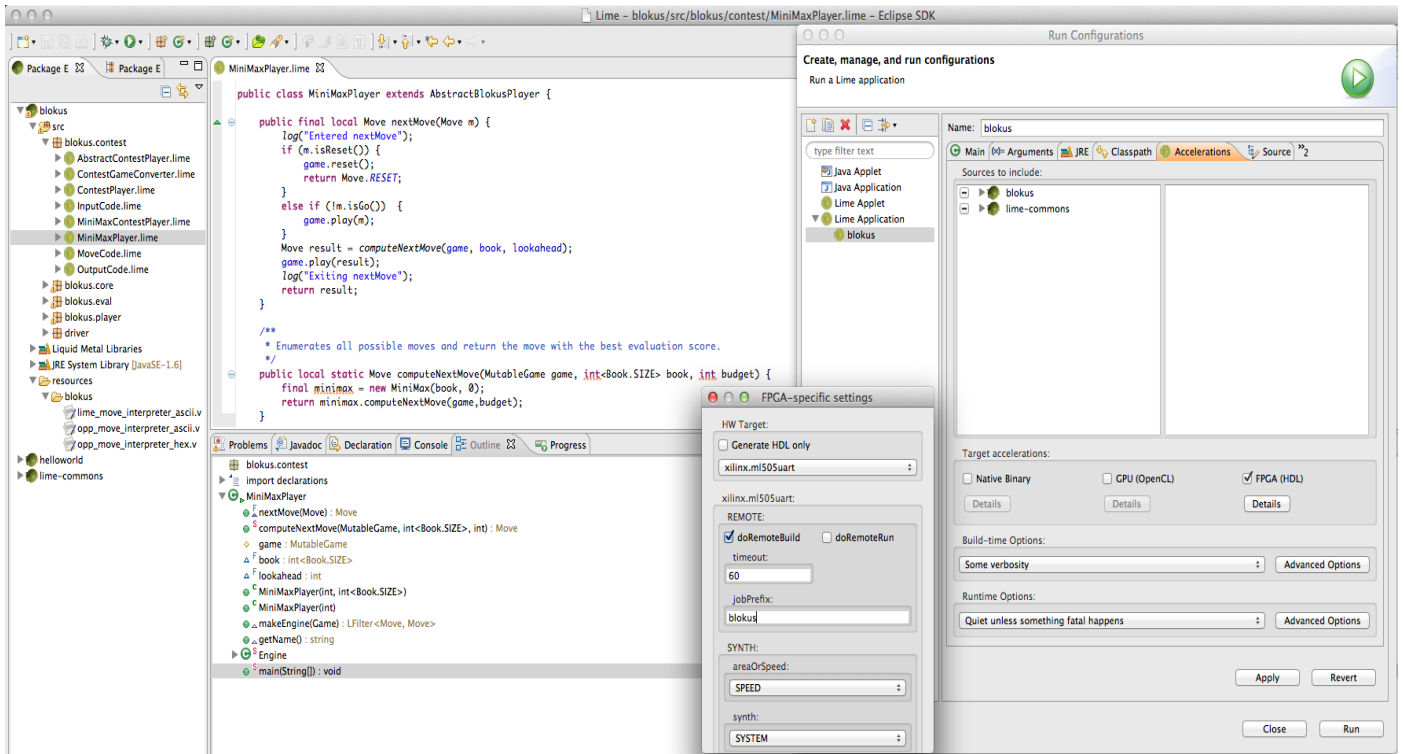 Lime - blokus/src/blokus/contest/MiniMaxPlayer.lime - Eclipse SDK
Package E
Package E
blokus
src
blokus.contest
AbstractContestPlayer.lime
ContestGameConverter.lime
ContestPlayer.lime
InputCode.lime
MiniMaxContestPlayer.lime
MiniMaxPlayer.lime
MoveCode.lime
OutputCode.lime
blokus.core
blokus.eval
blokus.player
driver
Liquid Metal Libraries
JRE System Library [JavaSE-1.6]
resources
blokus
lime_move_interpreter_ascii.v
opp_move_interpreter_ascii.v
opp_move_interpreter_hex.v
helloworld
lime-commons
MiniMaxPlayer.lime
public class MiniMaxPlayer extends AbstractBlokusPlayer {
public final local Move nextMove(Move m) {
log("Entered nextMove");
if (m.isReset()) {
game.reset();
return Move.RESET;
}
else if (!m.isGo()) {
game.play(m);
}
Move result = computeNextMove(game, book, lookahead);
game.play(result);
log("Exiting nextMove");
return result;
}
/**
* Enumerates all possible moves and return the move with the best evaluation score.
*/
public local static Move computeNextMove(MutableGame game, int<Book.SIZE> book, int budget) {
final minimax = new MiniMax(book, 0);
return minimax.computeNextMove(game,budget);
}
Problems Javadoc Declaration Console Outline Progress
blokus.contest
import declarations
MiniMaxPlayer
nextMove(Move) : Move
computeNextMove(MutableGame, int<Book.SIZE>, int) : Move
game : MutableGame
book : int<Book.SIZE>
lookahead : int
MiniMaxPlayer(int, int<Book.SIZE>)
MiniMaxPlayer(int)
makeEngine(Game) : LFilter<Move, Move>
getName() : string
Engine
main(String[]) : void
Run Configurations
Create, manage, and run configurations
Run a Lime application
type filter text
Java Applet
Java Application
Lime Applet
Lime Application
blokus
Name: blokus
Main (x)= Arguments JRE Classpath Accelerations Source »2
Sources to include:
blokus
lime-commons
Target accelerations:
Native Binary GPU (OpenCL) FPGA (HDL)
Details Details Details
Build-time Options:
Some verbosity Advanced Options
Runtime Options:
Quiet unless something fatal happens Advanced Options
Apply Revert
Close Run
FPGA-specific settings
HW Target:
Generate HDL only
xilinx.ml505uart
xilinx.ml505uart:
REMOTE:
doRemoteBuild doRemoteRun
timeout:
60
jobPrefix:
blokus
SYNTH:
areaOrSpeed:
SPEED
synth:
SYSTEM